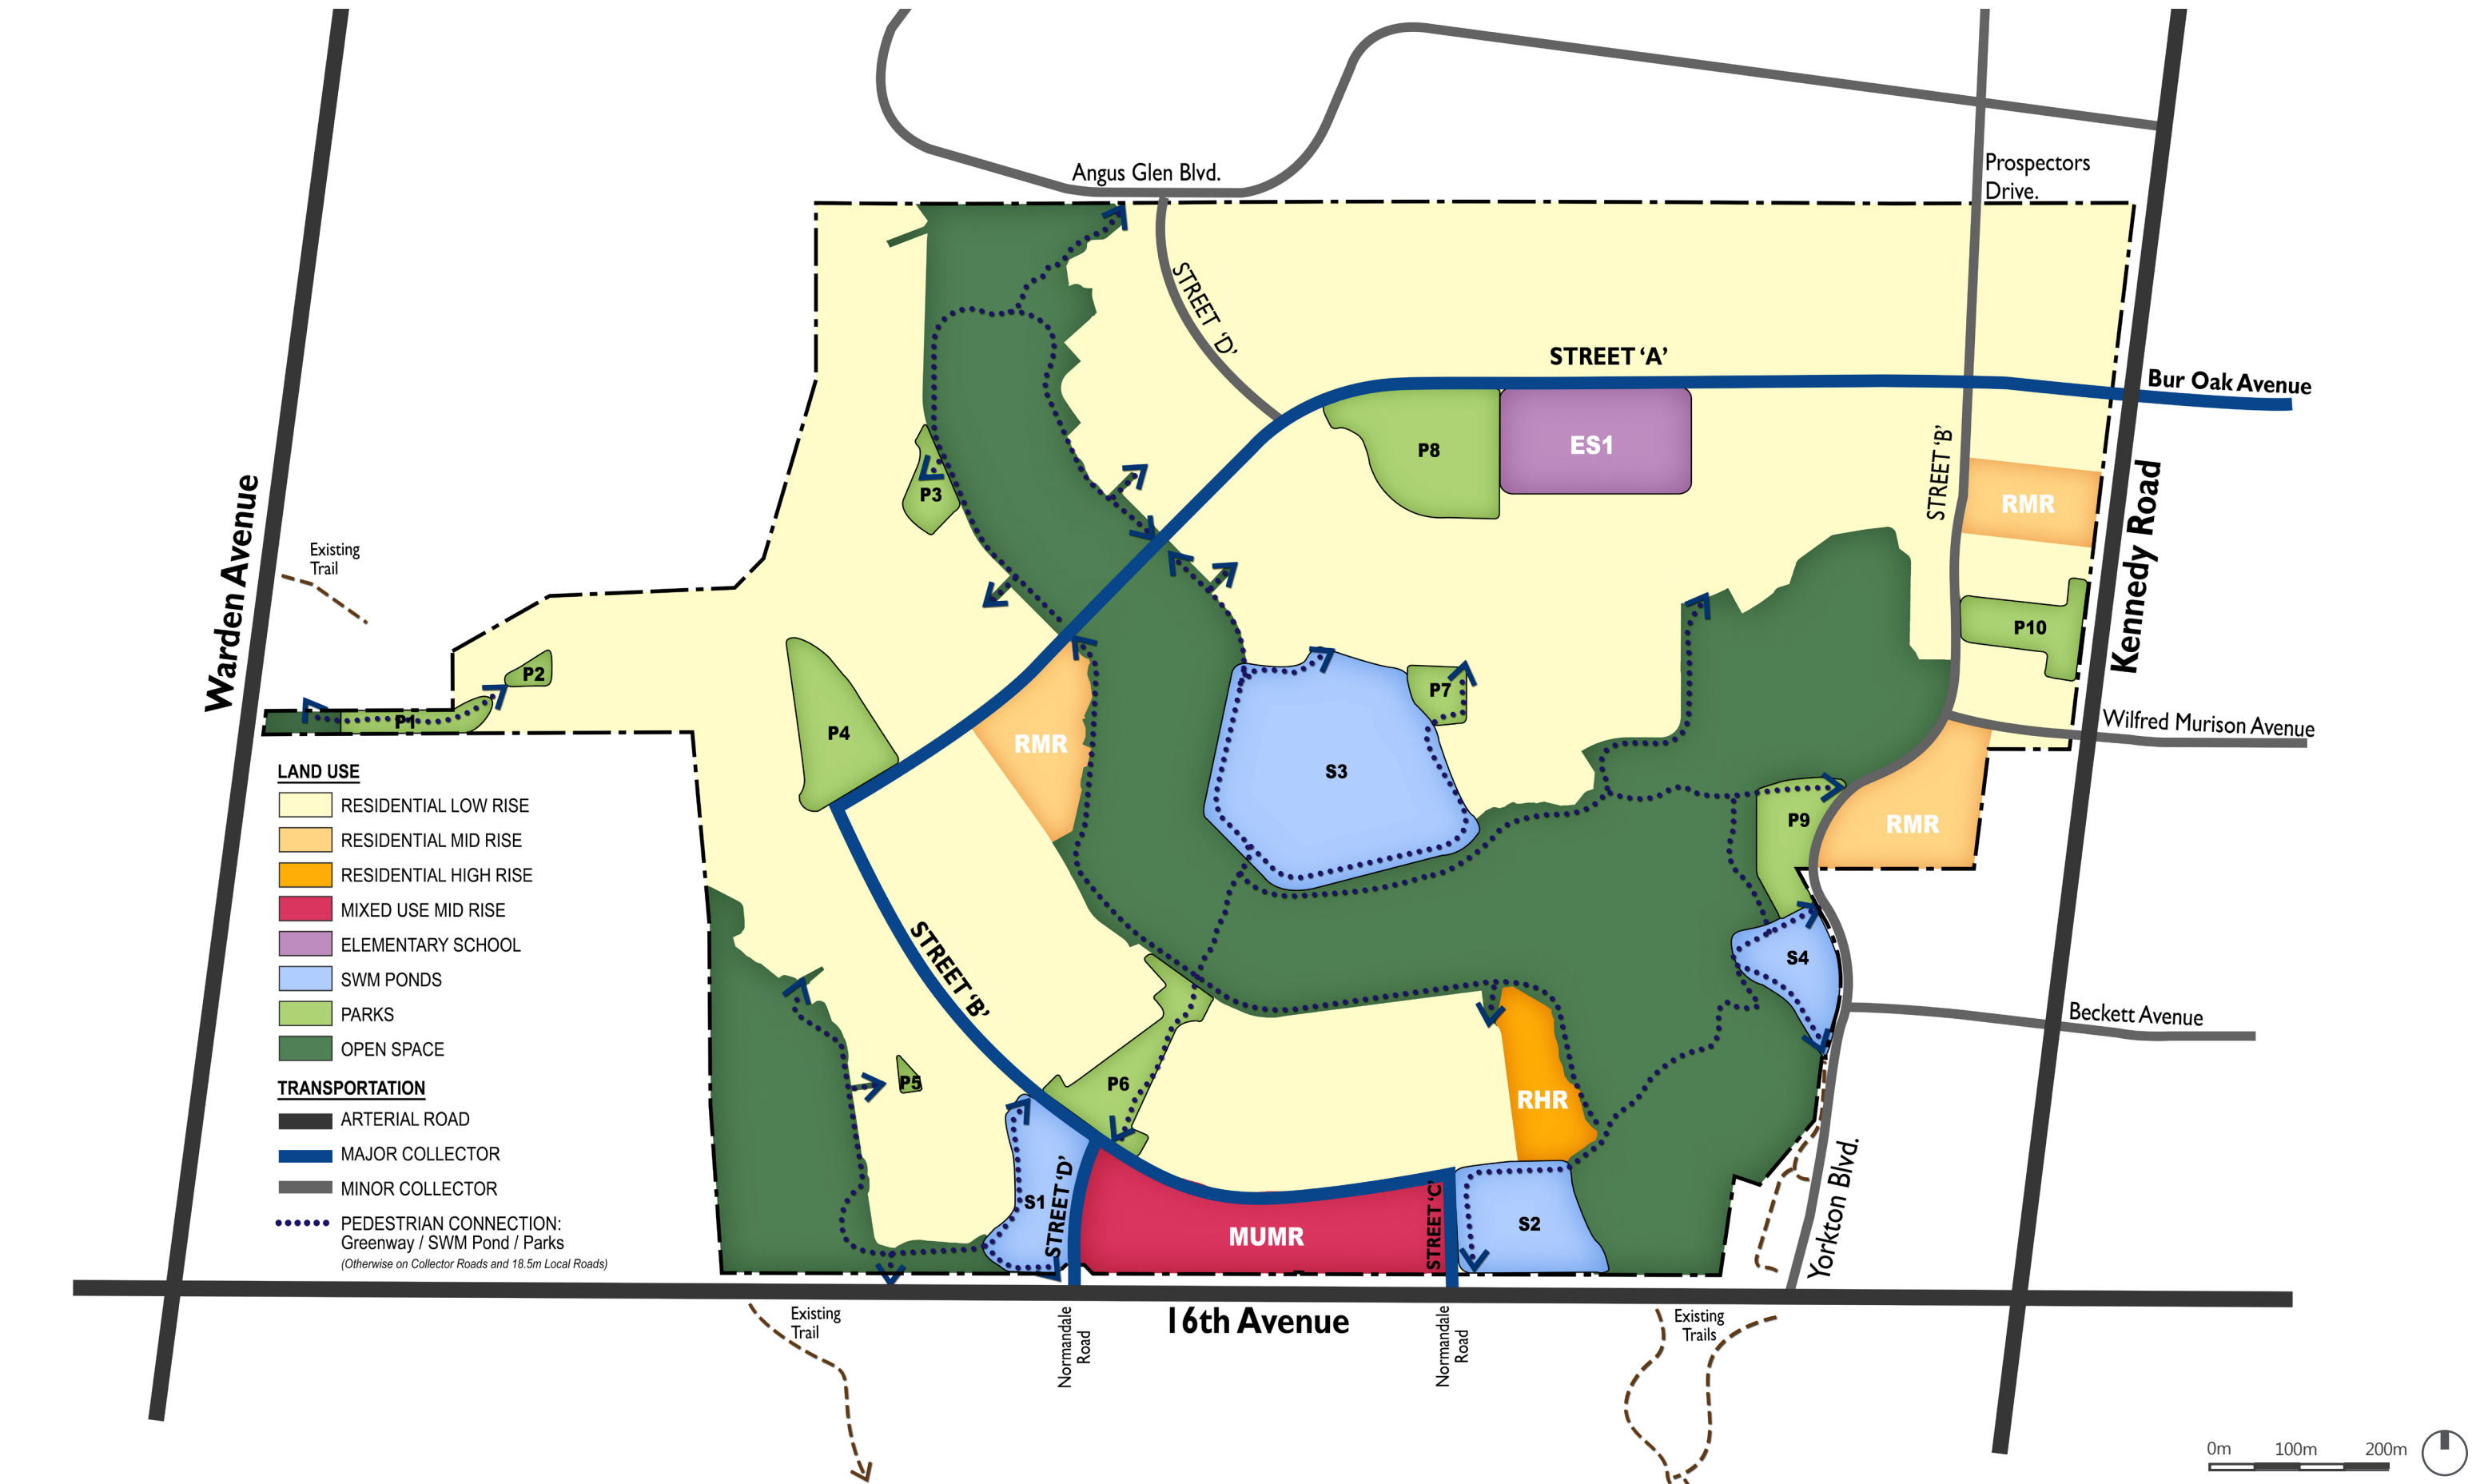 Angus Glen Blvd.
Prospectors
Drive.
STREET ‘D’
STREET ‘A’
Bur Oak Avenue
STREET ‘B’
Kennedy Road
Warden Avenue
Existing
Trail
P8
ES1
RMR
P3
P10
P2
P1
P4
RMR
P7
S3
Wilfred Murison Avenue
P9
RMR
LAND USE
RESIDENTIAL LOW RISE
RESIDENTIAL MID RISE
RESIDENTIAL HIGH RISE
MIXED USE MID RISE
ELEMENTARY SCHOOL
SWM PONDS
PARKS
OPEN SPACE
TRANSPORTATION
ARTERIAL ROAD
MAJOR COLLECTOR
MINOR COLLECTOR
PEDESTRIAN CONNECTION:
Greenway / SWM Pond / Parks
(Otherwise on Collector Roads and 18.5m Local Roads)
STREET ‘B’
S4
Beckett Avenue
P5
P6
RHR
S1
STREET ‘D’
MUMR
STREET ‘C’
S2
Yorkton Blvd.
Existing
Trail
Normandale
Road
16th Avenue
Normandale
Road
Existing
Trails
0m
100m
200m